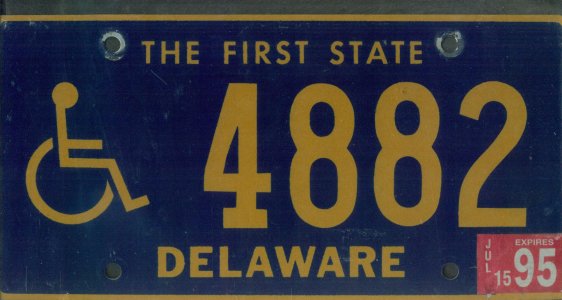 THE FIRST STATE
4882
DELAWARE
JUL 15 EXPIRES 95